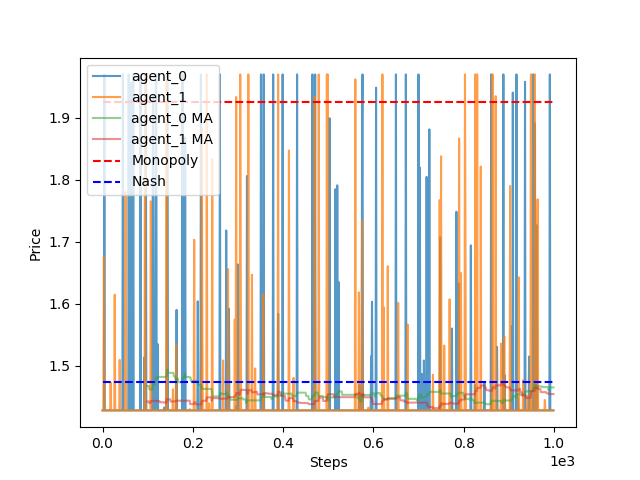 agent_0
agent_1
agent_0 MA
agent_1 MA
Monopoly
Nash
Price
1.9
1.8
1.7
1.6
1.5
0.0 0.2 0.4 0.6 0.8 1.0
Steps
1e3